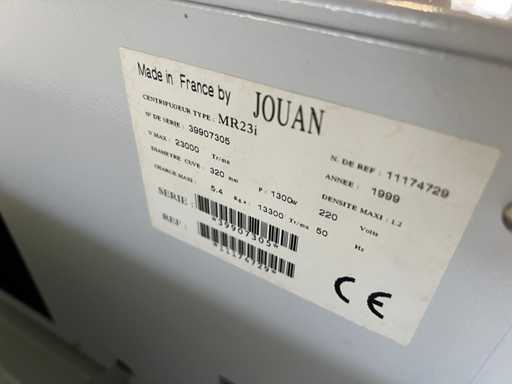 Made in France by JOUAN
CENTRIFUGEUR TYPE : MR23i
N° DE SERIE : 39907305 N. DE REF : 11174729
V MAX : 23000 Tr/mn ANNEE : 1999
DIAMETRE CUVE : 320 mm P : 1300w DENSITE MAXI : 1.2
CHARGE MAXI : 5.4 Kg à 13300 Tr/mn 220 Volts
50 Hz
SERIE : *39907305*
REF : *11174729*
CE